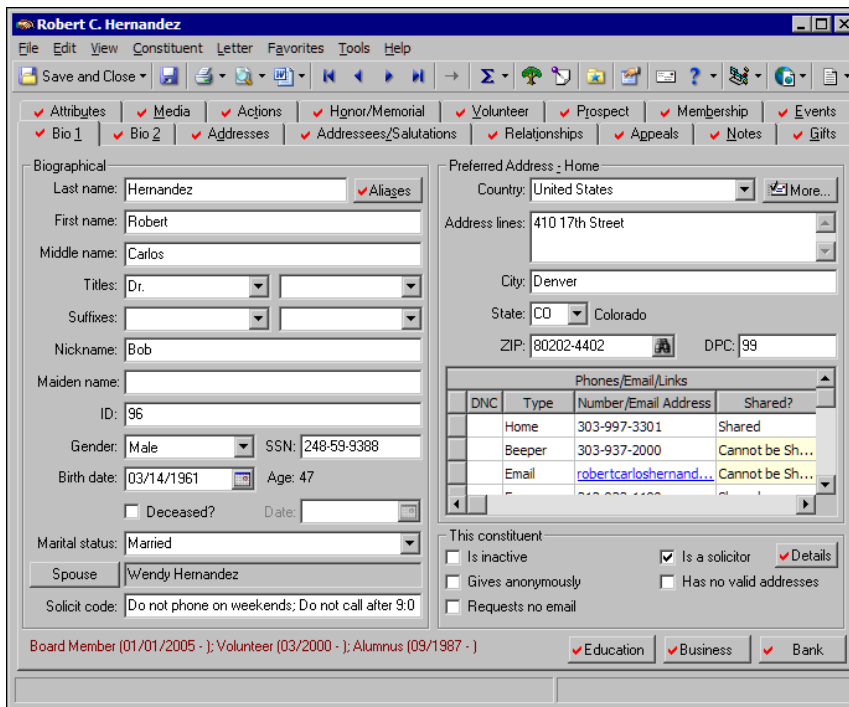 Robert C. Hernandez
File Edit View Constituent Letter Favorites Tools Help
Save and Close
Attributes Media Actions Honor/Memorial Volunteer Prospect Membership Events
Bio 1 Bio 2 Addresses Addressees/Salutations Relationships Appeals Notes Gifts
Biographical
Last name: Hernandez Aliases
First name: Robert
Middle name: Carlos
Titles: Dr.
Suffixes:
Nickname: Bob
Maiden name:
ID: 96
Gender: Male SSN: 248-59-9388
Birth date: 03/14/1961 Age: 47
Deceased? Date:
Marital status: Married
Spouse Wendy Hernandez
Solicit code: Do not phone on weekends; Do not call after 9:0
Preferred Address - Home
Country: United States More...
Address lines: 410 17th Street
City: Denver
State: CO Colorado
ZIP: 80202-4402 DPC: 99
Phones/Email/Links
DNC Type Number/Email Address Shared?
Home 303-997-3301 Shared
Beeper 303-937-2000 Cannot be Sh...
Email robertcarloshernand... Cannot be Sh...
This constituent
Is inactive Is a solicitor Details
Gives anonymously Has no valid addresses
Requests no email
Board Member (01/01/2005 - ); Volunteer (03/2000 - ); Alumnus (09/1987 - )
Education Business Bank